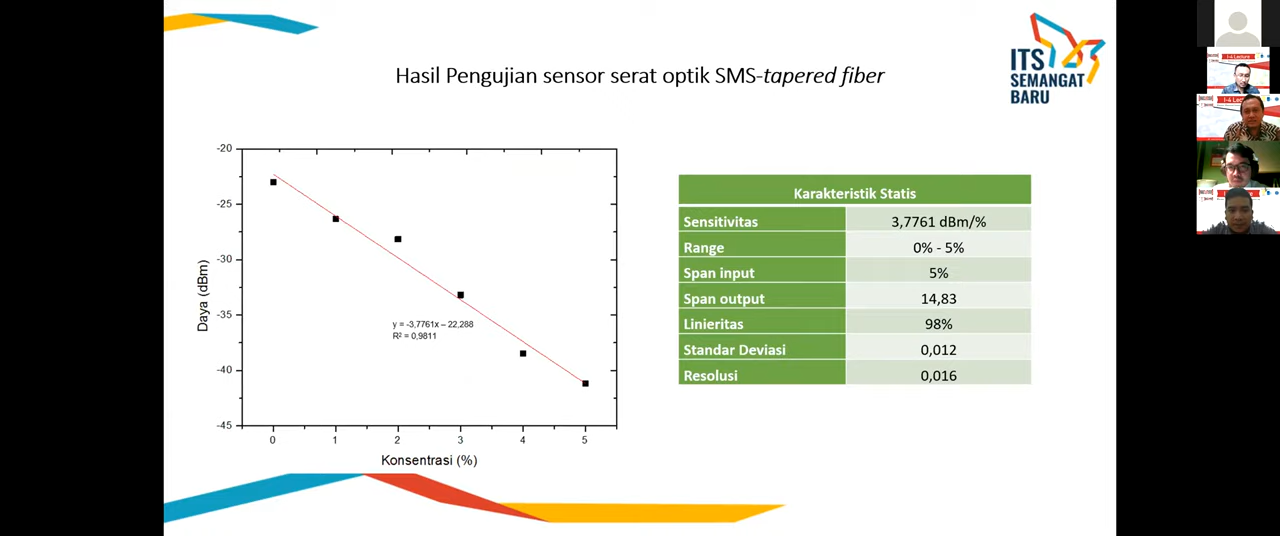 Hasil Pengujian sensor serat optik SMS-tapered fiber
ITS
SEMANGAT
BARU
-20
-25
-30
-35
-40
-45
Daya (dBm)
y = -3,7761x – 22,288
R² = 0,9811
0 1 2 3 4 5
Konsentrasi (%)
Karakteristik Statis
Sensitivitas 3,7761 dBm/%
Range 0% - 5%
Span input 5%
Span output 14,83
Linieritas 98%
Standar Deviasi 0,012
Resolusi 0,016
I-4 Lecture